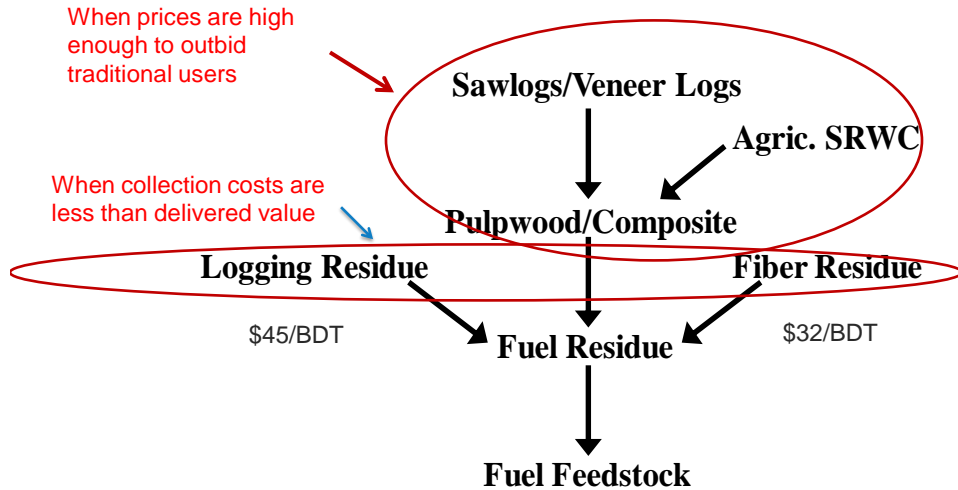 When prices are high
enough to outbid
traditional users
Sawlogs/Veneer Logs
Agric. SRWC
When collection costs are
less than delivered value
Pulpwood/Composite
Logging Residue
Fiber Residue
$45/BDT
$32/BDT
Fuel Residue
Fuel Feedstock